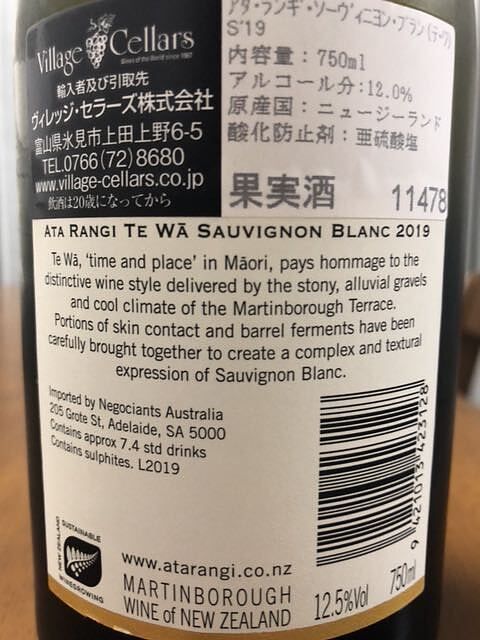 Village Cellars
Wines of the World since 1987
輸入者及び引取先
ヴィレッジ・セラーズ株式会社
富山県氷見市上田上野6-5
TEL.0766(72)8680
www.village-cellars.co.jp
飲酒は20歳になってから
アタ・ランギ・ソーヴィニヨン・ブラン(テ・ワ)
S'19
内容量:750ml
アルコール分:12.0%
原産国:ニュージーランド
酸化防止剤:亜硫酸塩
果実酒 11478
ATA RANGI TE WĀ SAUVIGNON BLANC 2019
Te Wā, ‘time and place’ in Māori, pays hommage to the
distinctive wine style delivered by the stony, alluvial gravels
and cool climate of the Martinborough Terrace.
Portions of skin contact and barrel ferments have been
carefully brought together to create a complex and textural
expression of Sauvignon Blanc.
Imported by Negociants Australia
205 Grote St, Adelaide, SA 5000
Contains approx 7.4 std drinks
Contains sulphites. L2019
9 421013 423128
NEW ZEALAND
SUSTAINABLE
WINEGROWING
www.atarangi.co.nz
MARTINBOROUGH
WINE of NEW ZEALAND
12.5%Vol 750ml